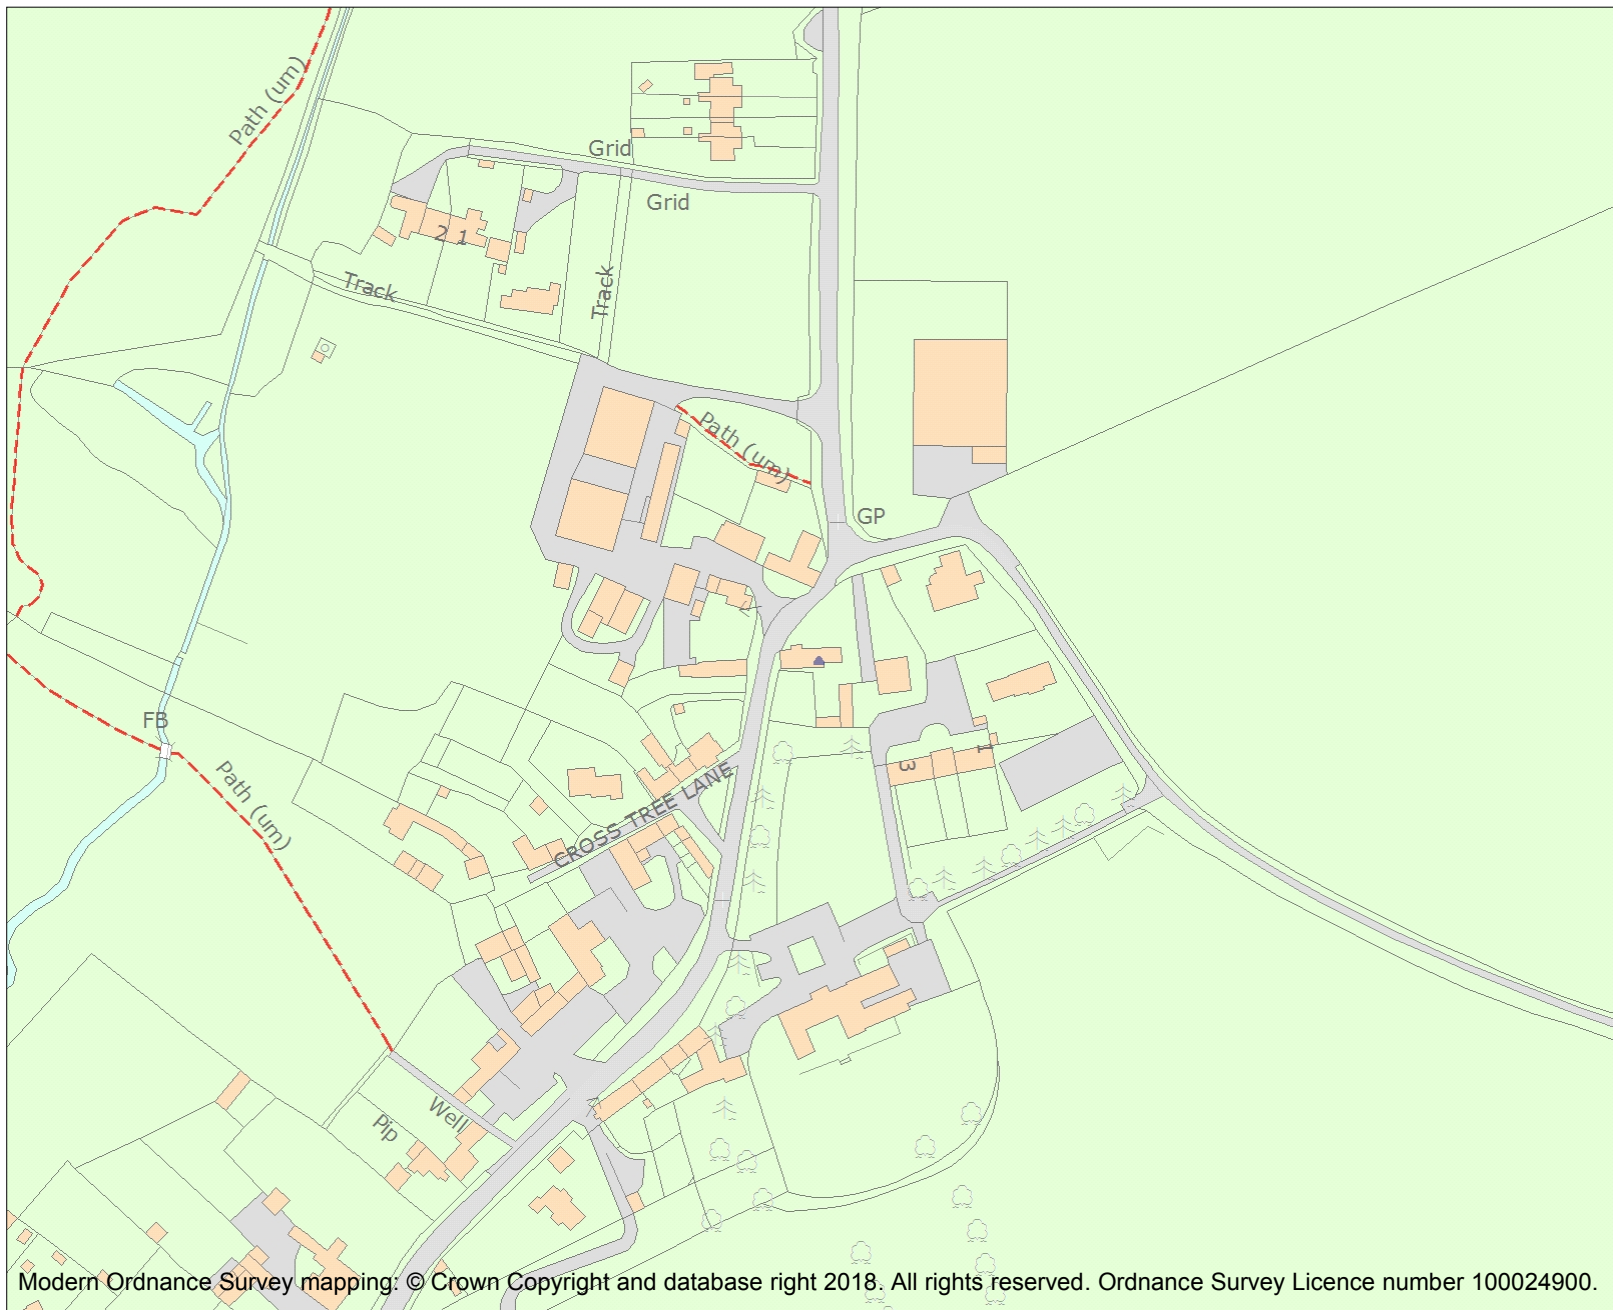 Path (um)
Grid
Grid
2
1
Track
Track
Path (um)
GP
FB
Path (um)
1
3
CROSS TREE LANE
Well
Pip
Modern Ordnance Survey mapping: © Crown Copyright and database right 2018. All rights reserved. Ordnance Survey Licence number 100024900.